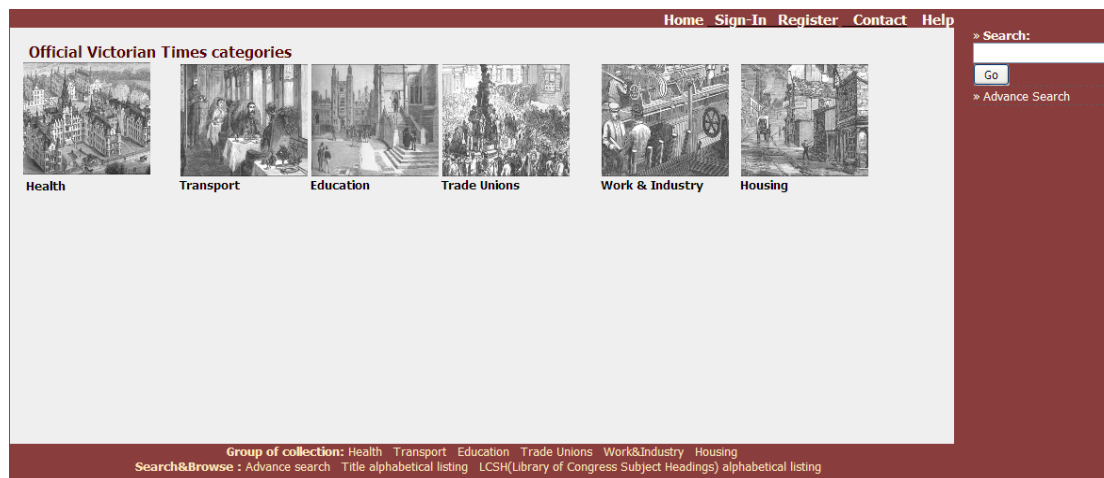 Home Sign-In Register Contact Help
» Search:
Go
» Advance Search
Official Victorian Times categories
Health Transport Education Trade Unions Work & Industry Housing
Group of collection: Health Transport Education Trade Unions Work&Industry Housing
Search&Browse : Advance search Title alphabetical listing LCSH(Library of Congress Subject Headings) alphabetical listing